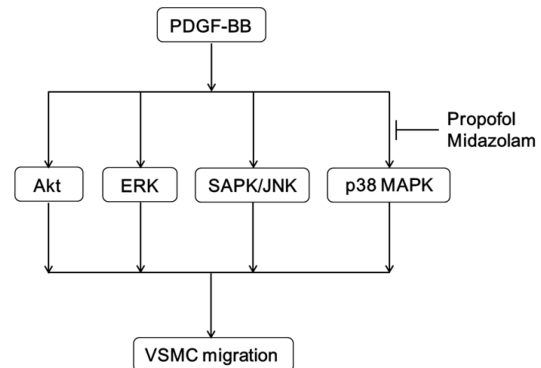 PDGF-BB
Propofol
Midazolam
Akt
ERK
SAPK/JNK
p38 MAPK
VSMC migration